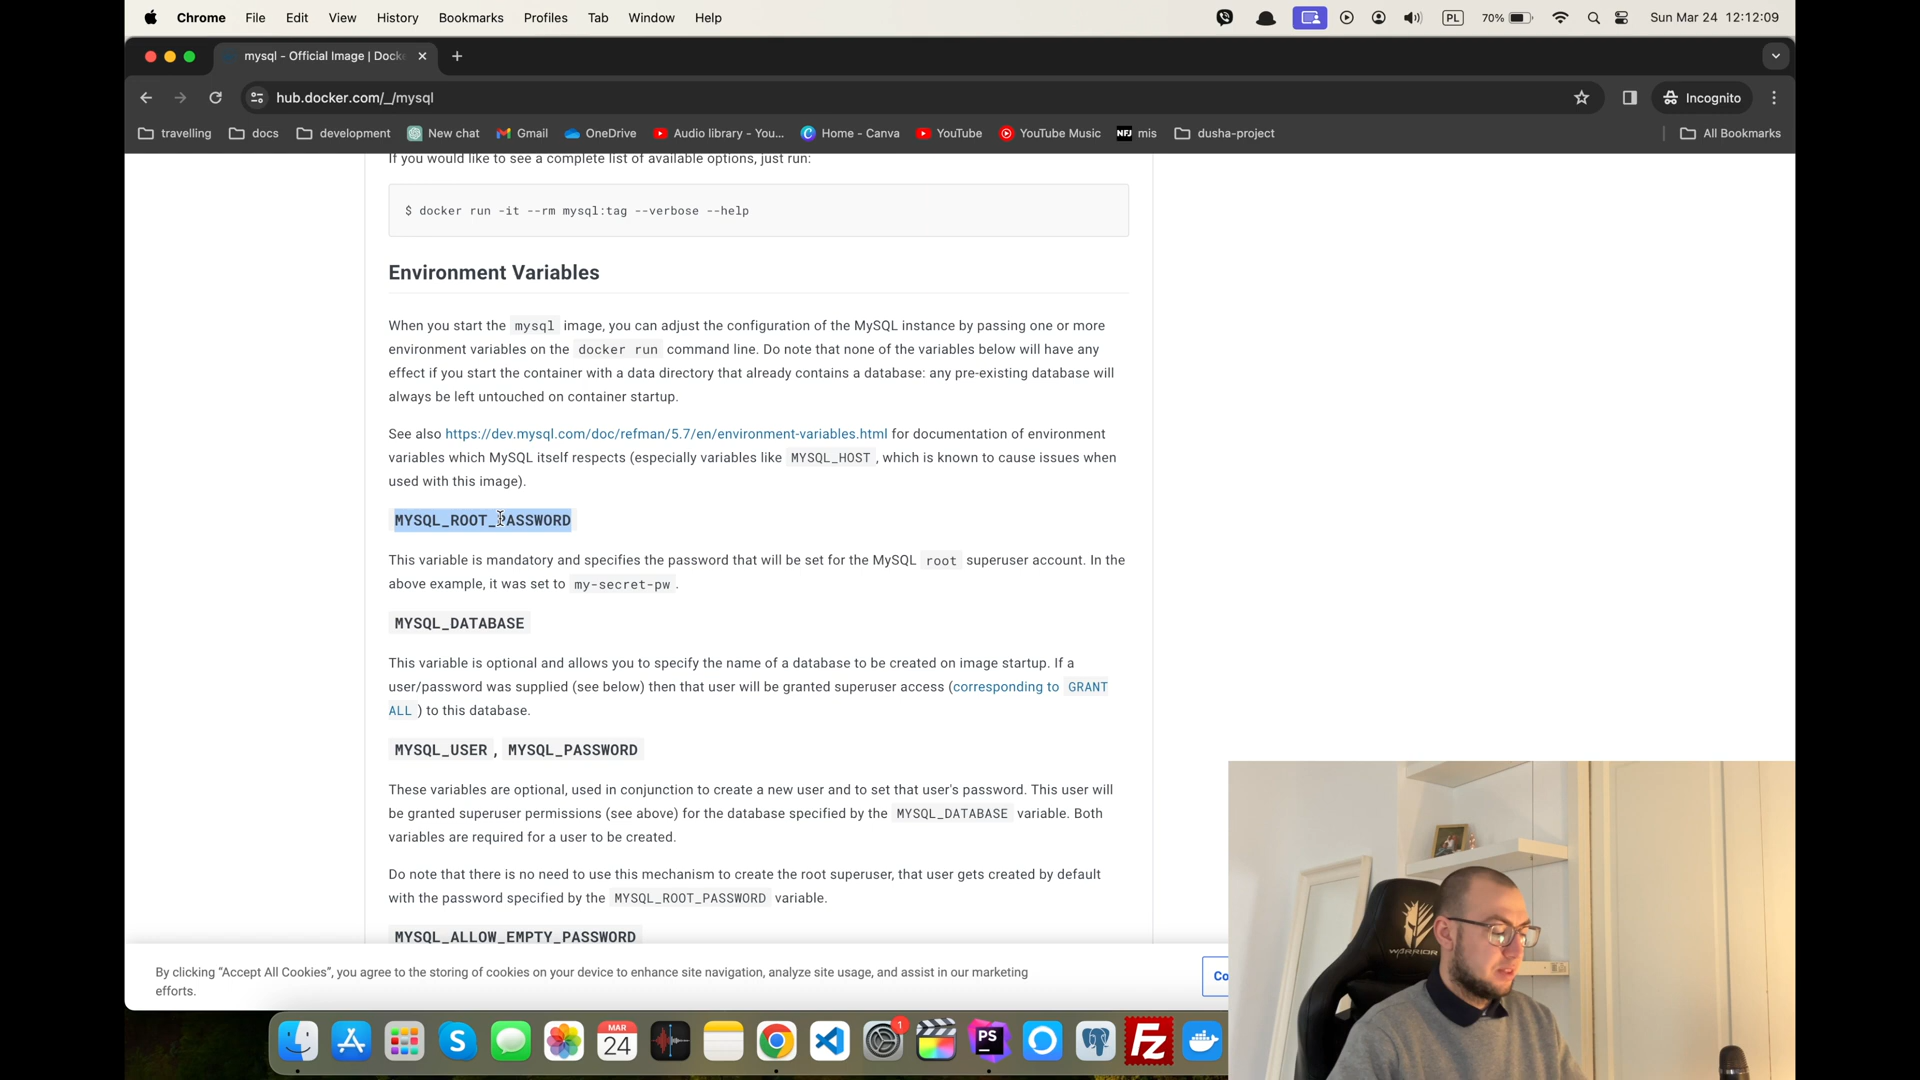 Chrome File Edit View History Bookmarks Profiles Tab Window Help PL 70% Sun Mar 24 12:12:09
mysql - Official Image | Docke
hub.docker.com/_/mysql Incognito
travelling docs development New chat Gmail OneDrive Audio library - You... Home - Canva YouTube YouTube Music NFJ mis dusha-project All Bookmarks
If you would like to see a complete list of available options, just run:
$ docker run -it --rm mysql:tag --verbose --help
Environment Variables
When you start the mysql image, you can adjust the configuration of the MySQL instance by passing one or more
environment variables on the docker run command line. Do note that none of the variables below will have any
effect if you start the container with a data directory that already contains a database: any pre-existing database will
always be left untouched on container startup.
See also https://dev.mysql.com/doc/refman/5.7/en/environment-variables.html for documentation of environment
variables which MySQL itself respects (especially variables like MYSQL_HOST, which is known to cause issues when
used with this image).
MYSQL_ROOT_PASSWORD
This variable is mandatory and specifies the password that will be set for the MySQL root superuser account. In the
above example, it was set to my-secret-pw.
MYSQL_DATABASE
This variable is optional and allows you to specify the name of a database to be created on image startup. If a
user/password was supplied (see below) then that user will be granted superuser access (corresponding to GRANT
ALL ) to this database.
MYSQL_USER, MYSQL_PASSWORD
These variables are optional, used in conjunction to create a new user and to set that user's password. This user will
be granted superuser permissions (see above) for the database specified by the MYSQL_DATABASE variable. Both
variables are required for a user to be created.
Do note that there is no need to use this mechanism to create the root superuser, that user gets created by default
with the password specified by the MYSQL_ROOT_PASSWORD variable.
MYSQL_ALLOW_EMPTY_PASSWORD
By clicking “Accept All Cookies”, you agree to the storing of cookies on your device to enhance site navigation, analyze site usage, and assist in our marketing
efforts.
Co
MAR
24
1
PS
Fz
WARRIOR